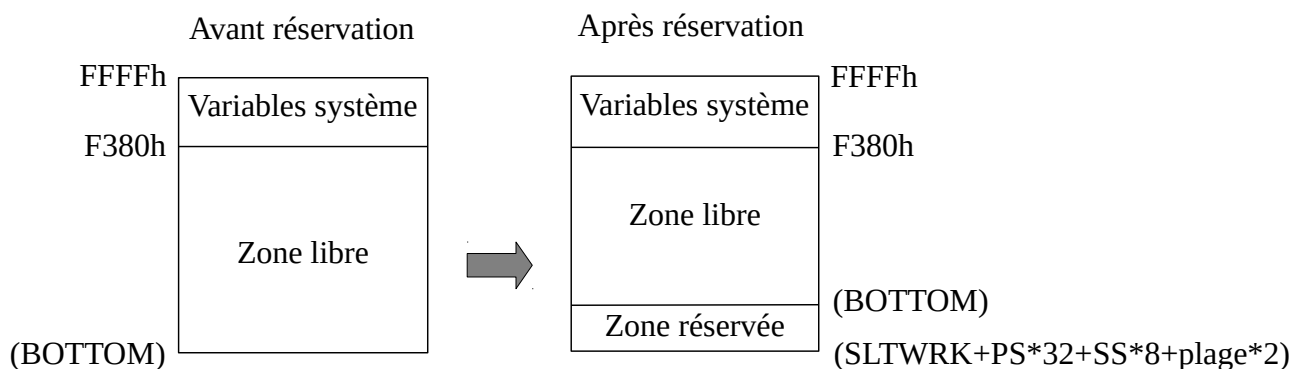 Avant réservation
FFFFh
Variables système
F380h
Zone libre
(BOTTOM)
Après réservation
FFFFh
Variables système
F380h
Zone libre
(BOTTOM)
Zone réservée
(SLTWRK+PS*32+SS*8+plage*2)